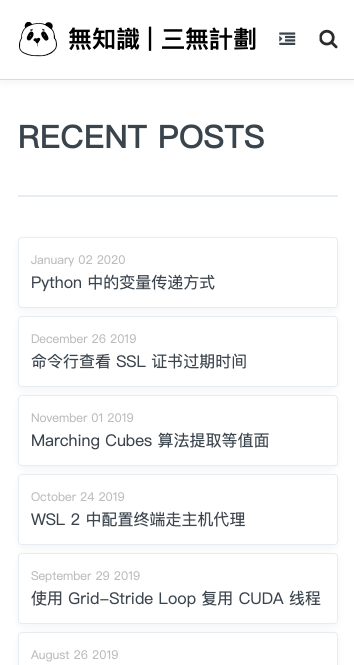 無知識 | 三無計劃
RECENT POSTS
January 02 2020
Python 中的变量传递方式
December 26 2019
命令行查看 SSL 证书过期时间
November 01 2019
Marching Cubes 算法提取等值面
October 24 2019
WSL 2 中配置终端走主机代理
September 29 2019
使用 Grid-Stride Loop 复用 CUDA 线程
August 26 2019